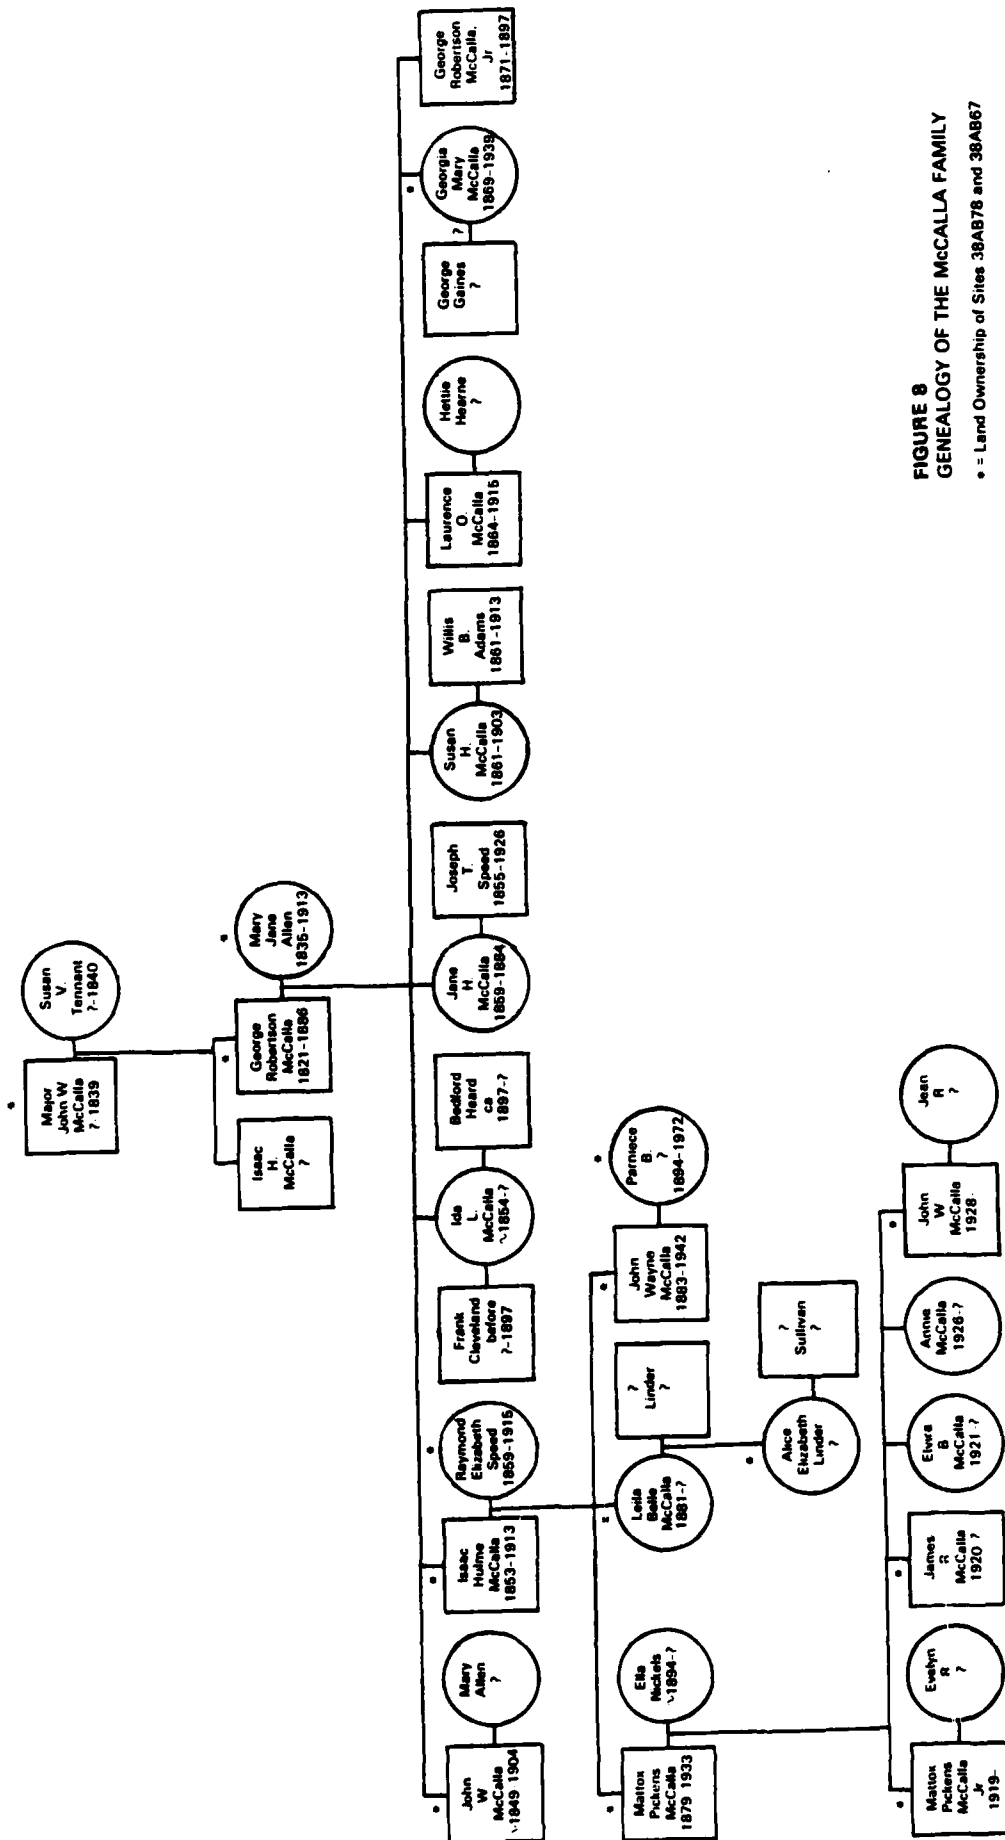 *
Major
John W
McCalla
?-1839
Susan
V.
Tennant
?-1840
Isaac
H.
McCalla
?
*
George
Robertson
McCalla
1821-1886
*
Mary
Jane
Allen
1835-1913
*
John
W
McCalla
~1849 1904
Mary
Allen
?
*
Isaac
Hulme
McCalla
1853-1913
*
Raymond
Elizabeth
Speed
1859-1915
Frank
Cleveland
before
?-1897
Ida
L.
McCalla
~1854-?
Bedford
Heard
ca
1897-?
Jane
H.
McCalla
1859-1884
Joseph
T.
Speed
1855-1926
Susan
H.
McCalla
1861-1903
Willis
B.
Adams
1861-1913
Laurence
O.
McCalla
1864-1915
Hettie
Hearne
?
George
Gaines
?
?
*
Georgia
Mary
McCalla
1869-1939
George
Robertson
McCalla,
Jr
1871-1897
*
Mattox
Pickens
McCalla
1879 1933
Ella
Nickels
~1894-?
*
Leila
Belle
McCalla
1881-?
?
Linder
?
*
John
Wayne
McCalla
1883-1942
*
Parniece
B.
?
1894-1972
*
Alice
Elizabeth
Linder
?
?
Sullivan
?
*
Mattox
Pickens
McCalla
Jr
1919-
Evelyn
R
?
*
James
R
McCalla
1920 ?
Elvira
B
McCalla
1921-?
Annie
McCalla
1926-?
*
John
W
McCalla
1928-
Jean
R
?
FIGURE 8
GENEALOGY OF THE McCALLA FAMILY
* = Land Ownership of Sites 38AB78 and 38AB67